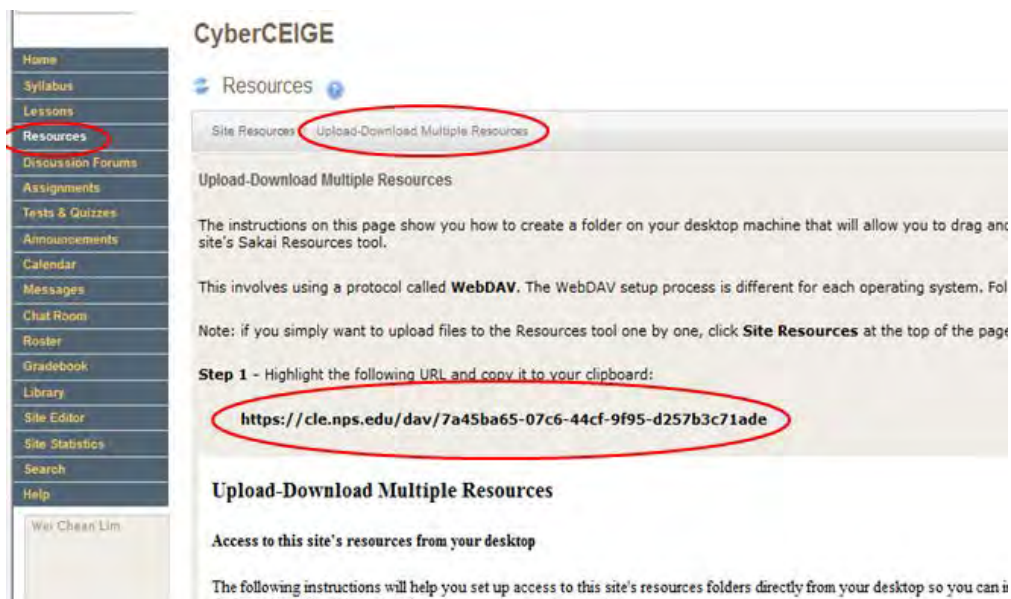 CyberCEIGE
Home
Syllabus
Lessons
Resources
Discussion Forums
Assignments
Tests & Quizzes
Announcements
Calendar
Messages
Chat Room
Roster
Gradebook
Library
Site Editor
Site Statistics
Search
Help
Wei Chean Lim
Resources
Site Resources Upload-Download Multiple Resources
Upload-Download Multiple Resources
The instructions on this page show you how to create a folder on your desktop machine that will allow you to drag and
site's Sakai Resources tool.
This involves using a protocol called WebDAV. The WebDAV setup process is different for each operating system. Fol
Note: if you simply want to upload files to the Resources tool one by one, click Site Resources at the top of the page
Step 1 - Highlight the following URL and copy it to your clipboard:
https://cle.nps.edu/dav/7a45ba65-07c6-44cf-9f95-d257b3c71ade
Upload-Download Multiple Resources
Access to this site's resources from your desktop
The following instructions will help you set up access to this site's resources folders directly from your desktop so you can i